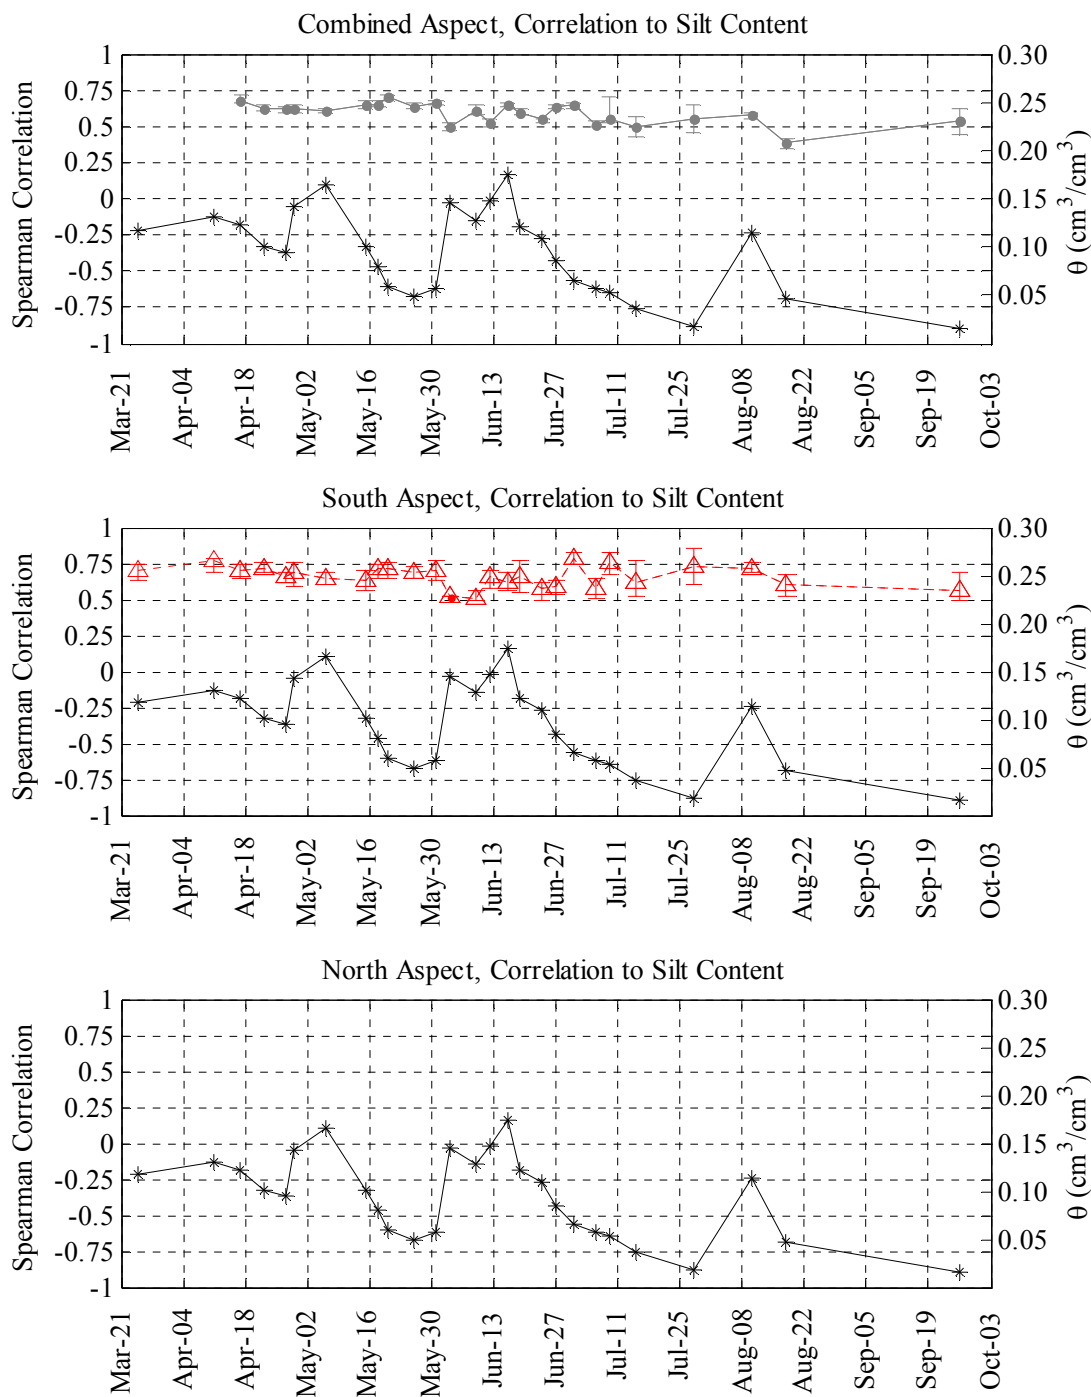 Combined Aspect, Correlation to Silt Content
Spearman Correlation
1
0.75
0.5
0.25
0
-0.25
-0.5
-0.75
-1
0.30
0.25
0.20
0.15
0.10
0.05
θ (cm³/cm³)
Mar-21
Apr-04
Apr-18
May-02
May-16
May-30
Jun-13
Jun-27
Jul-11
Jul-25
Aug-08
Aug-22
Sep-05
Sep-19
Oct-03
South Aspect, Correlation to Silt Content
Spearman Correlation
1
0.75
0.5
0.25
0
-0.25
-0.5
-0.75
-1
0.30
0.25
0.20
0.15
0.10
0.05
θ (cm³/cm³)
Mar-21
Apr-04
Apr-18
May-02
May-16
May-30
Jun-13
Jun-27
Jul-11
Jul-25
Aug-08
Aug-22
Sep-05
Sep-19
Oct-03
North Aspect, Correlation to Silt Content
Spearman Correlation
1
0.75
0.5
0.25
0
-0.25
-0.5
-0.75
-1
0.30
0.25
0.20
0.15
0.10
0.05
θ (cm³/cm³)
Mar-21
Apr-04
Apr-18
May-02
May-16
May-30
Jun-13
Jun-27
Jul-11
Jul-25
Aug-08
Aug-22
Sep-05
Sep-19
Oct-03